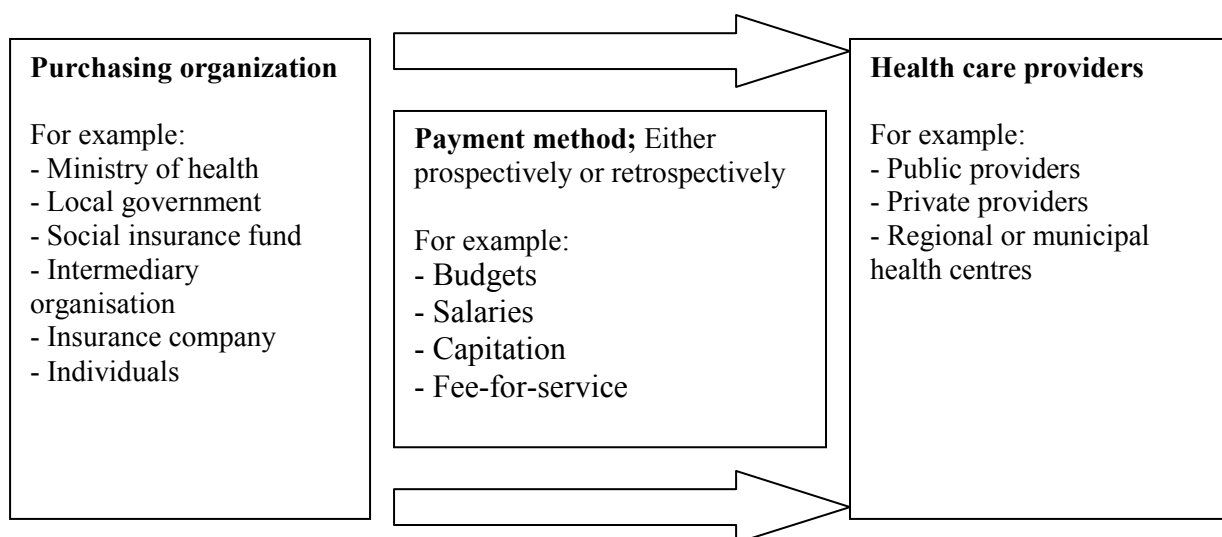 Purchasing organization
For example:
- Ministry of health
- Local government
- Social insurance fund
- Intermediary
organisation
- Insurance company
- Individuals
Payment method; Either
prospectively or retrospectively
For example:
- Budgets
- Salaries
- Capitation
- Fee-for-service
Health care providers
For example:
- Public providers
- Private providers
- Regional or municipal
health centres